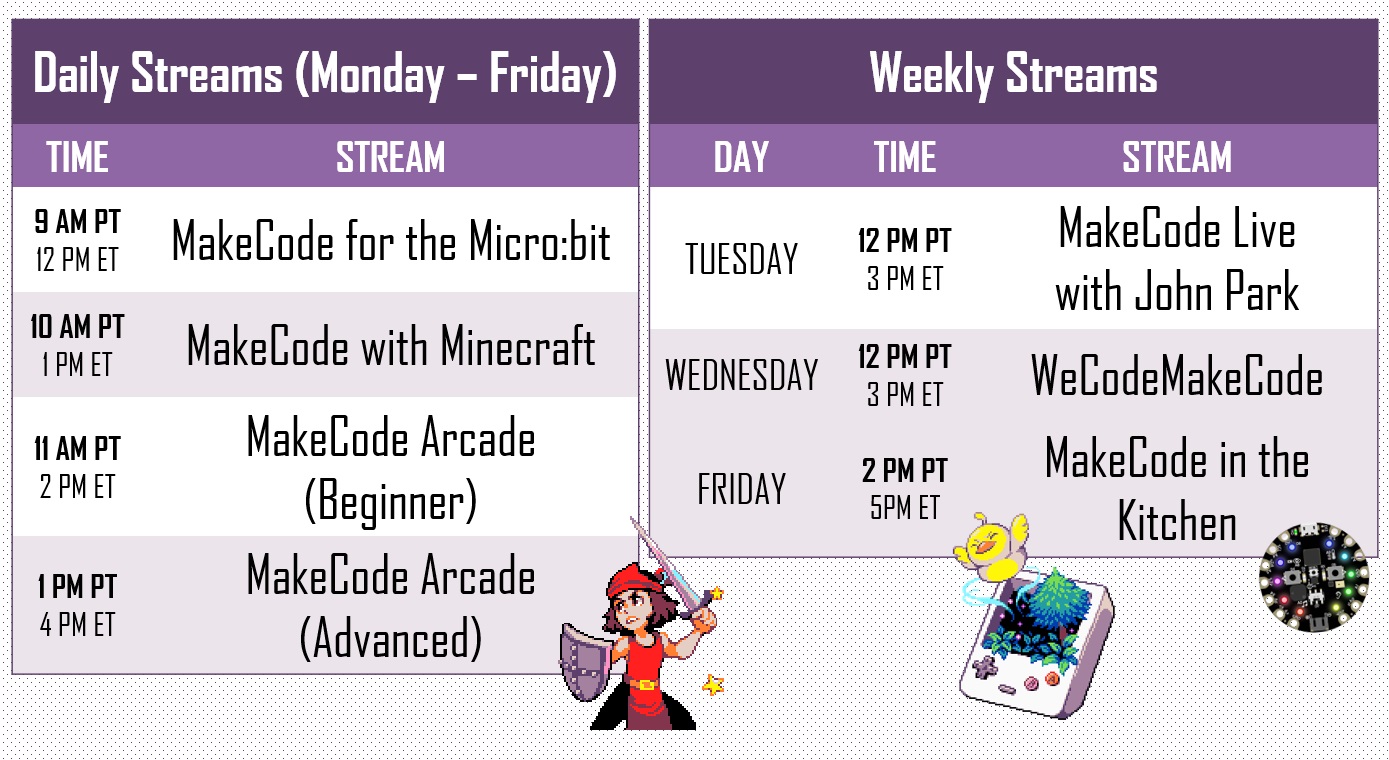 Daily Streams (Monday – Friday)
TIME STREAM
9 AM PT
12 PM ET
MakeCode for the Micro:bit
10 AM PT
1 PM ET
MakeCode with Minecraft
11 AM PT
2 PM ET
MakeCode Arcade
(Beginner)
1 PM PT
4 PM ET
MakeCode Arcade
(Advanced)
Weekly Streams
DAY TIME STREAM
TUESDAY
12 PM PT
3 PM ET
MakeCode Live
with John Park
WEDNESDAY
12 PM PT
3 PM ET
WeCodeMakeCode
FRIDAY
2 PM PT
5PM ET
MakeCode in the
Kitchen